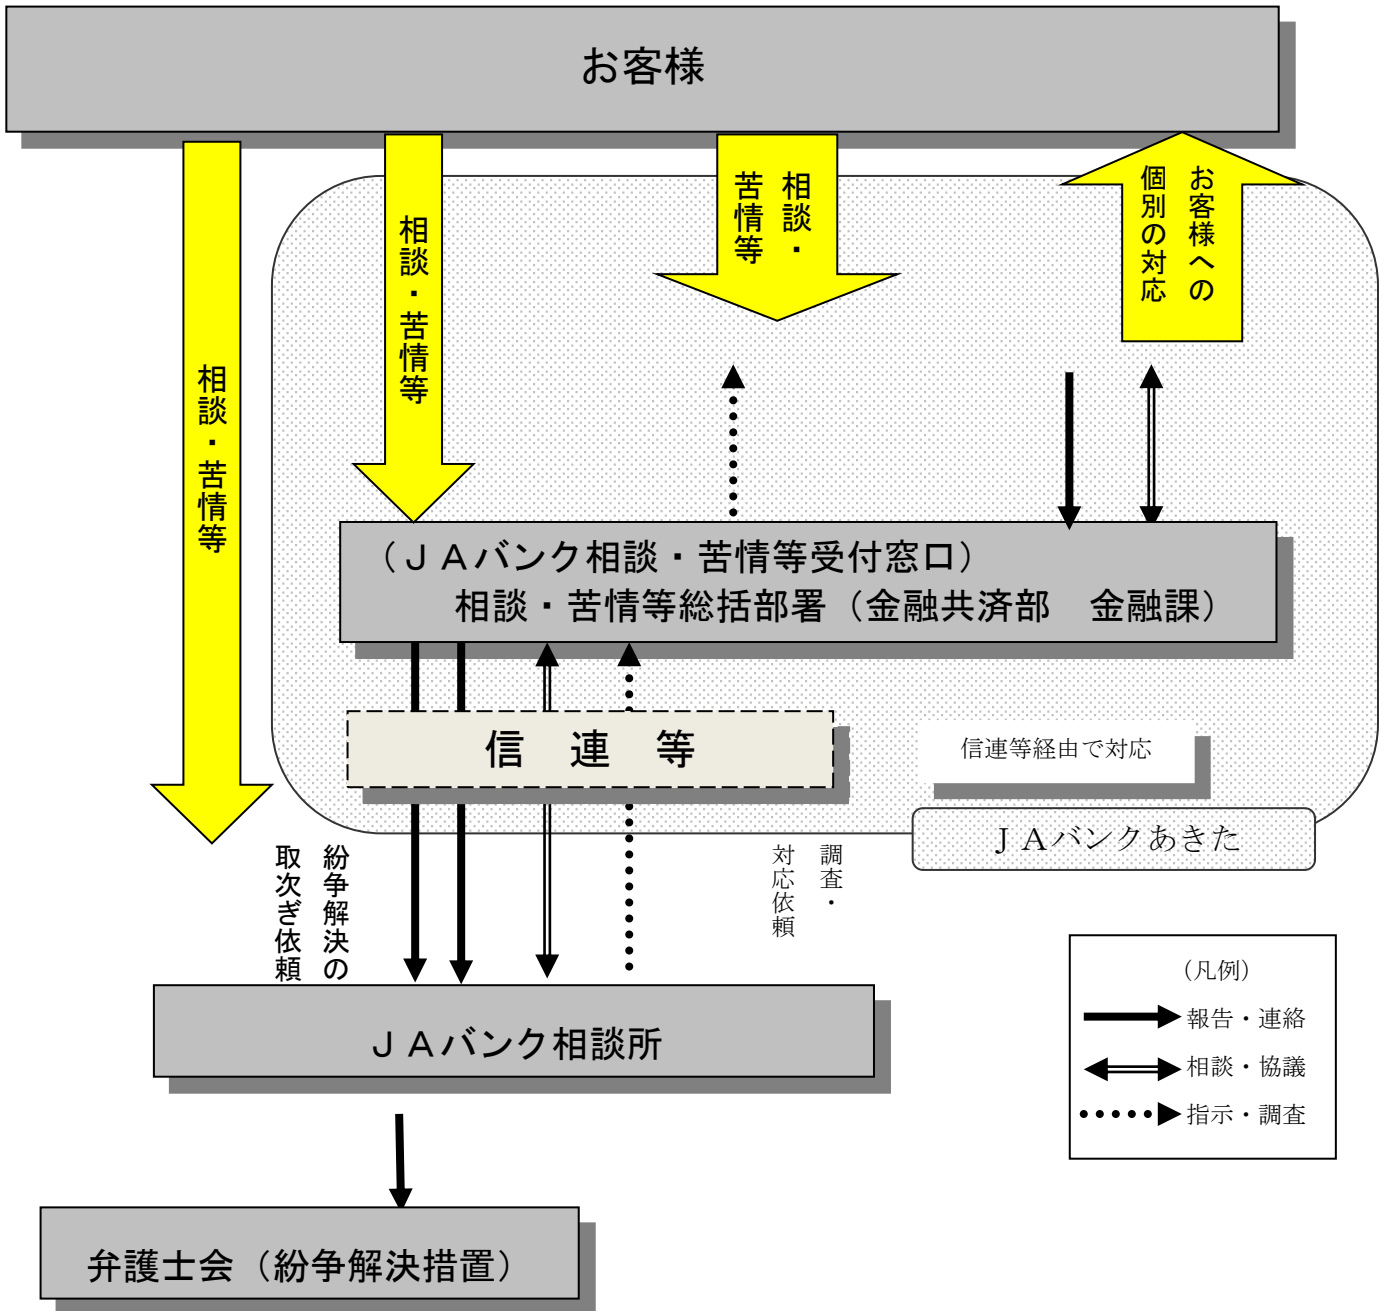 お客様
相談・苦情等
相談・苦情等
相談・
苦情等
お客様への
個別の対応
（ＪＡバンク相談・苦情等受付窓口）
相談・苦情等総括部署（金融共済部　金融課）
信　連　等
信連等経由で対応
ＪＡバンクあきた
紛争解決の
取次ぎ依頼
調査・
対応依頼
（凡例）
報告・連絡
相談・協議
指示・調査
ＪＡバンク相談所
弁護士会（紛争解決措置）